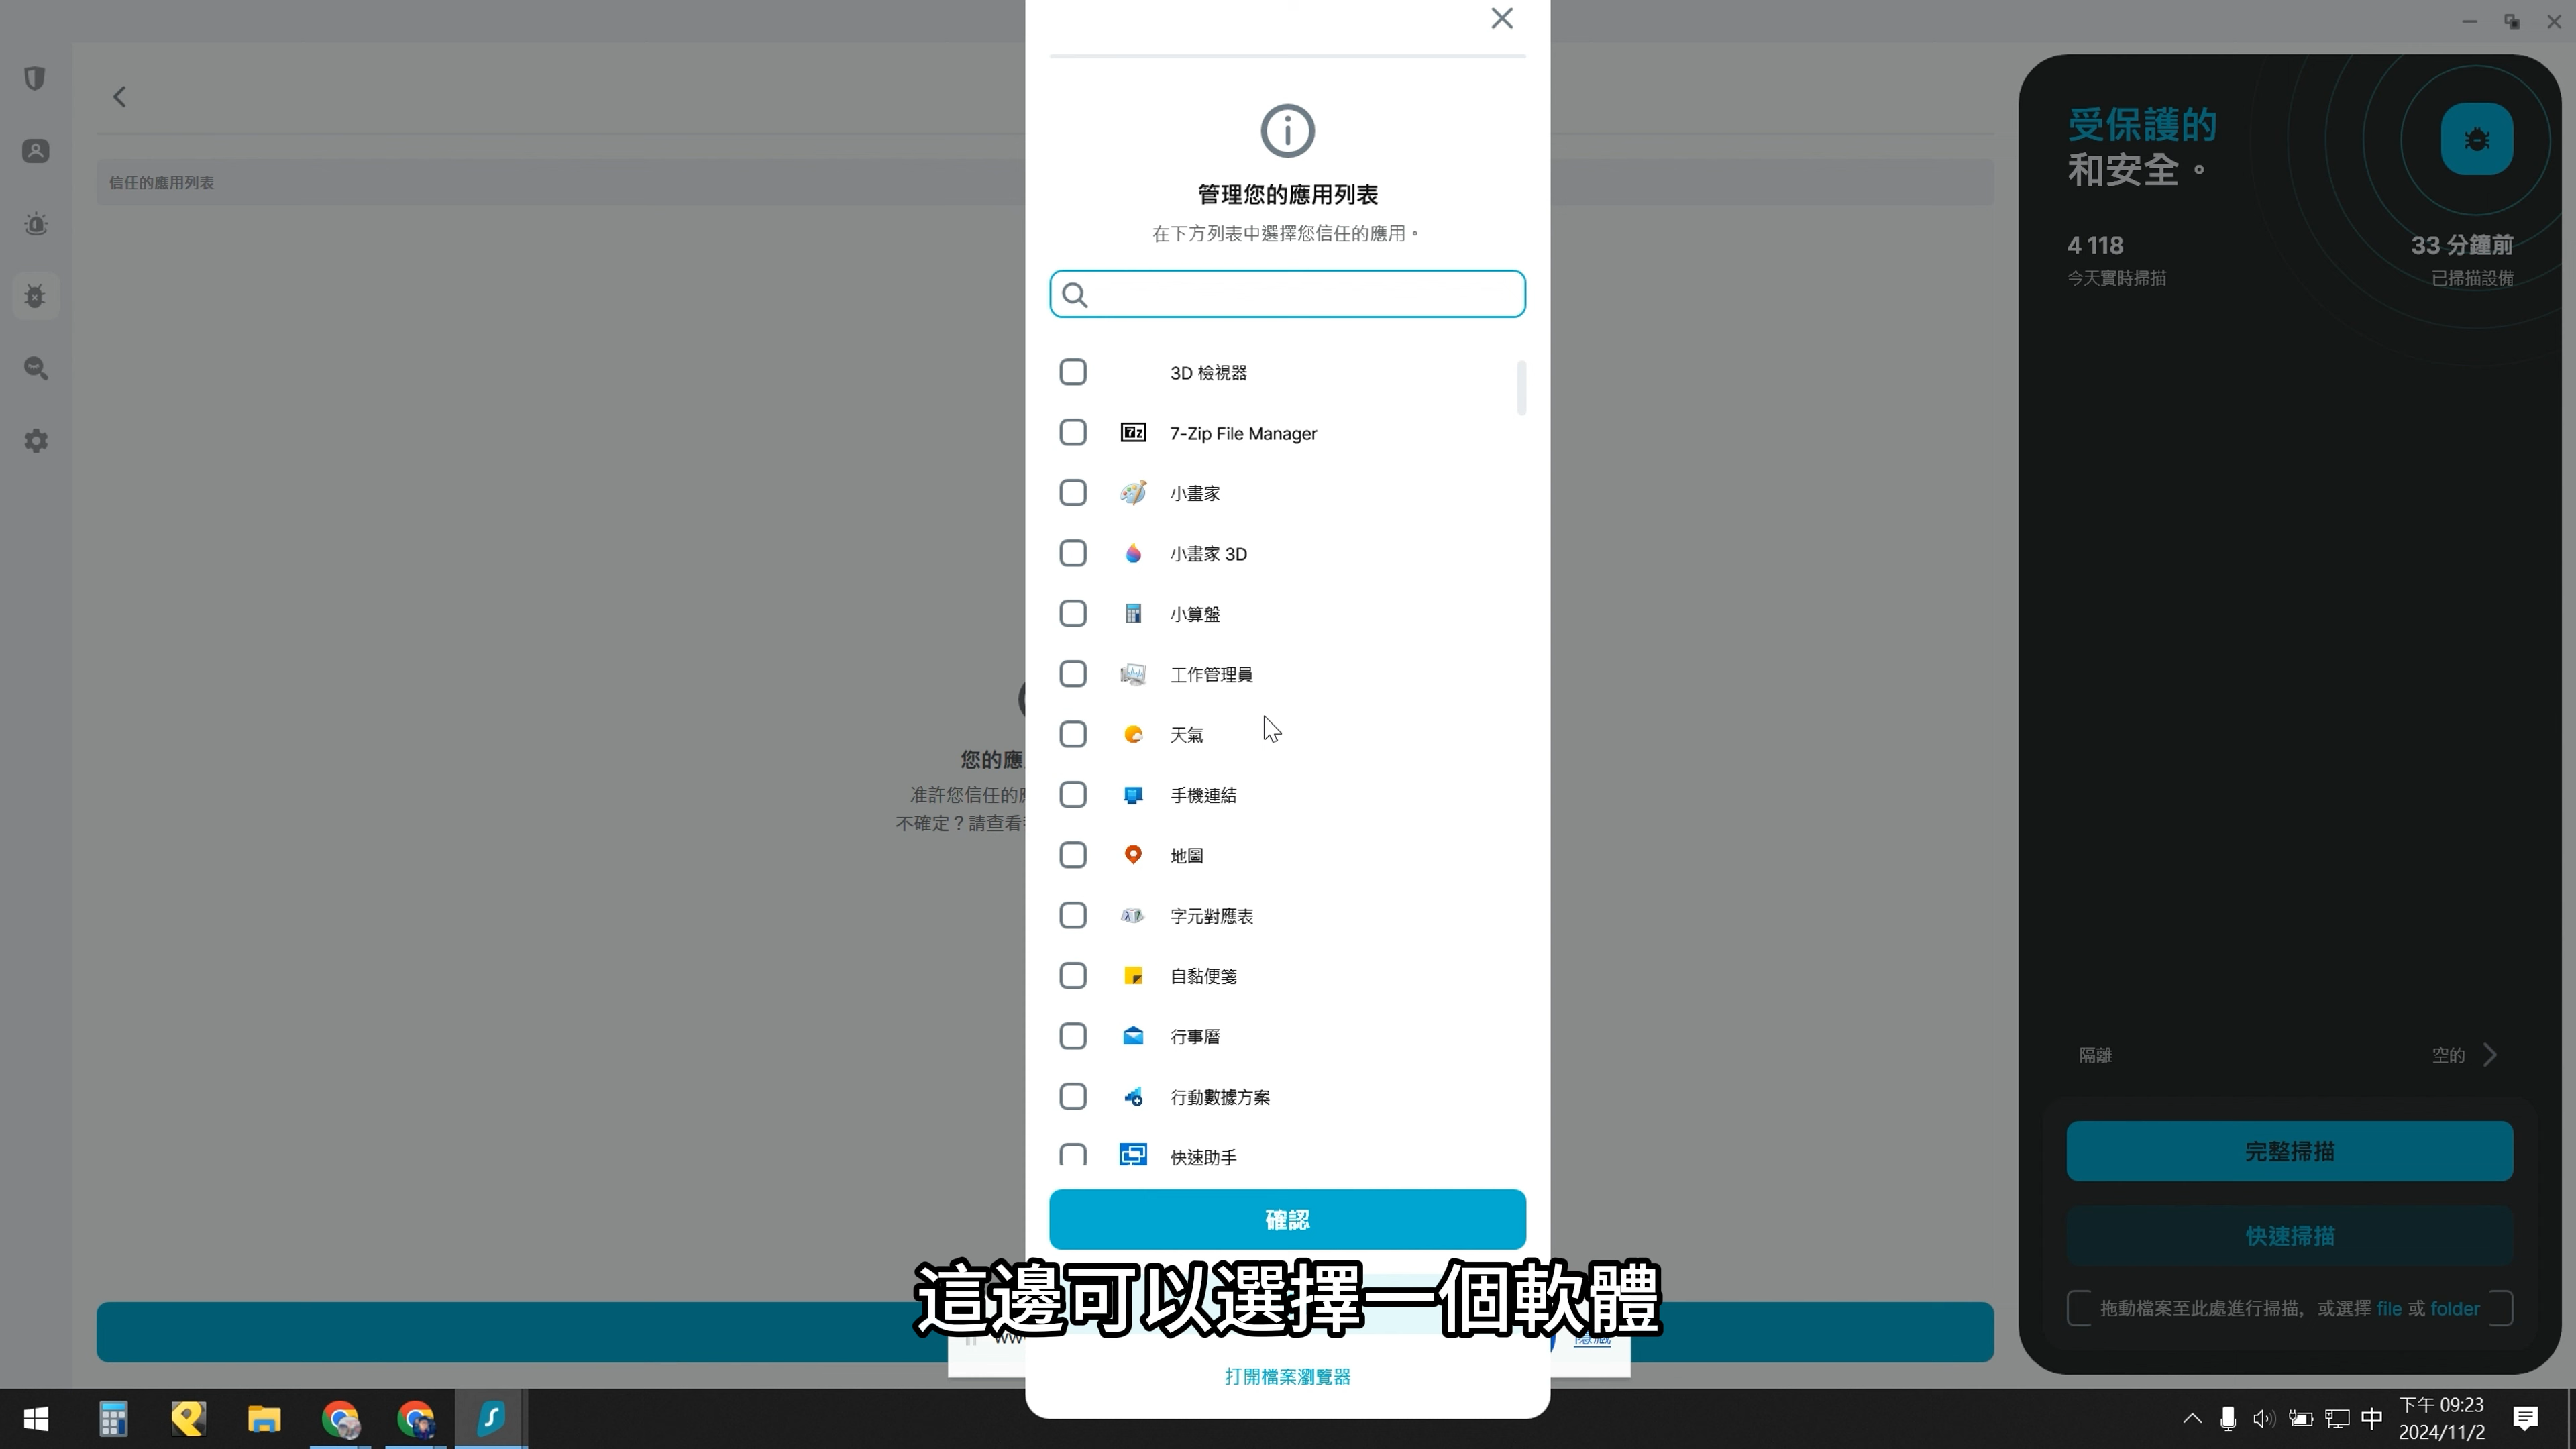 信任的應用列表
您的應
准許您信任的
不確定？請查看
管理您的應用列表
在下方列表中選擇您信任的應用。
3D 檢視器
7-Zip File Manager
小畫家
小畫家 3D
小算盤
工作管理員
天氣
手機連結
地圖
字元對應表
自黏便箋
行事曆
行動數據方案
快速助手
確認
這邊可以選擇一個軟體
隱藏
打開檔案瀏覽器
受保護的
和安全。
4 118
今天實時掃描
33 分鐘前
已掃描設備
隔離
空的
完整掃描
快速掃描
拖動檔案至此處進行掃描，或選擇 file 或 folder
中
下午 09:23
2024/11/2